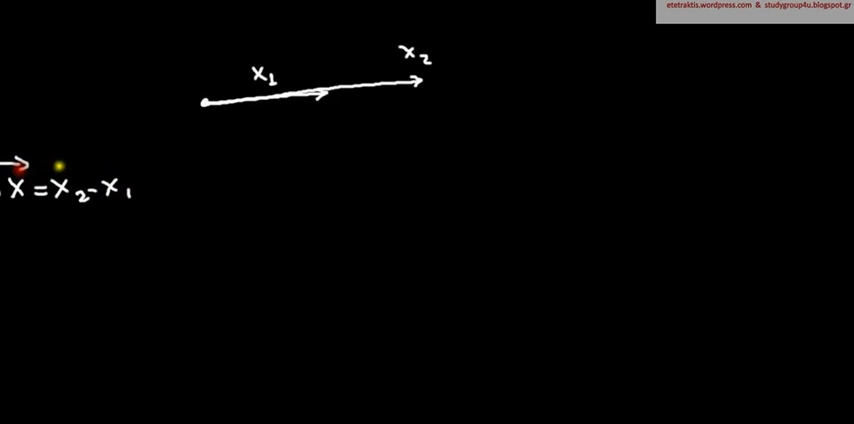 etetraktis.wordpress.com & studygroup4u.blogspot.gr
x₂
x₁
x = x₂ - x₁